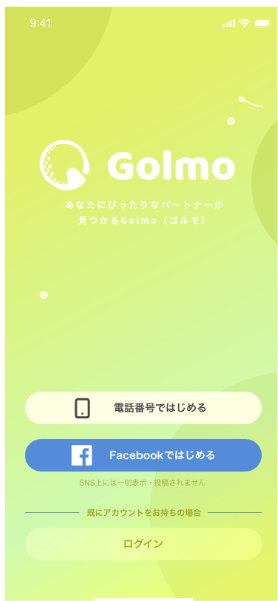 9:41
Golmo
あなたにぴったりなパートナーが
見つかるGolmo（ゴルモ）
電話番号ではじめる
Facebookではじめる
SNS上には一切表示・投稿されません
既にアカウントをお持ちの場合
ログイン